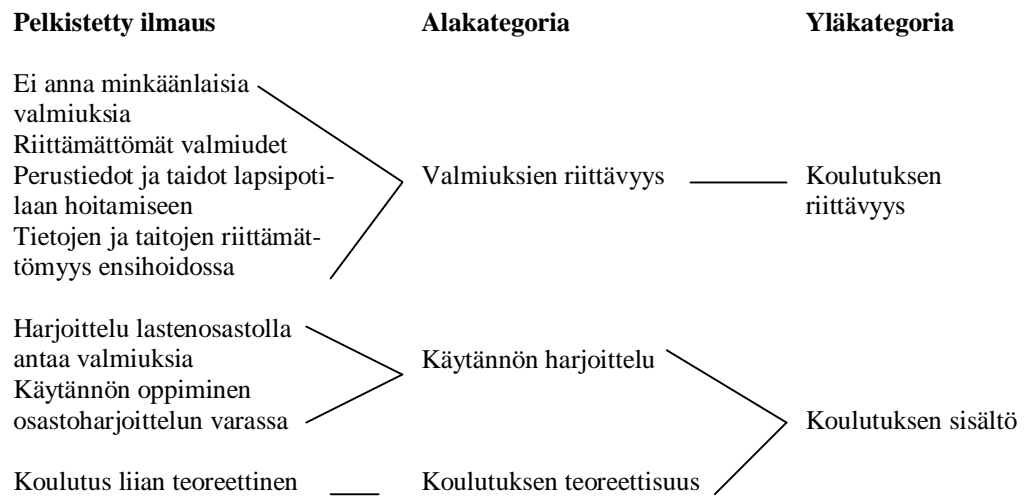 Pelkistetty ilmaus Alakategoria Yläkategoria
Ei anna minkäänlaisia
valmiuksia
Riittämättömät valmiudet
Perustiedot ja taidot lapsipoti-
laan hoitamiseen
Tietojen ja taitojen riittämät-
tömyys ensihoidossa
Valmiuksien riittävyys
Koulutuksen
riittävyys
Harjoittelu lastenosastolla
antaa valmiuksia
Käytännön oppiminen
osastoharjoittelun varassa
Käytännön harjoittelu
Koulutus liian teoreettinen
Koulutuksen teoreettisuus
Koulutuksen sisältö